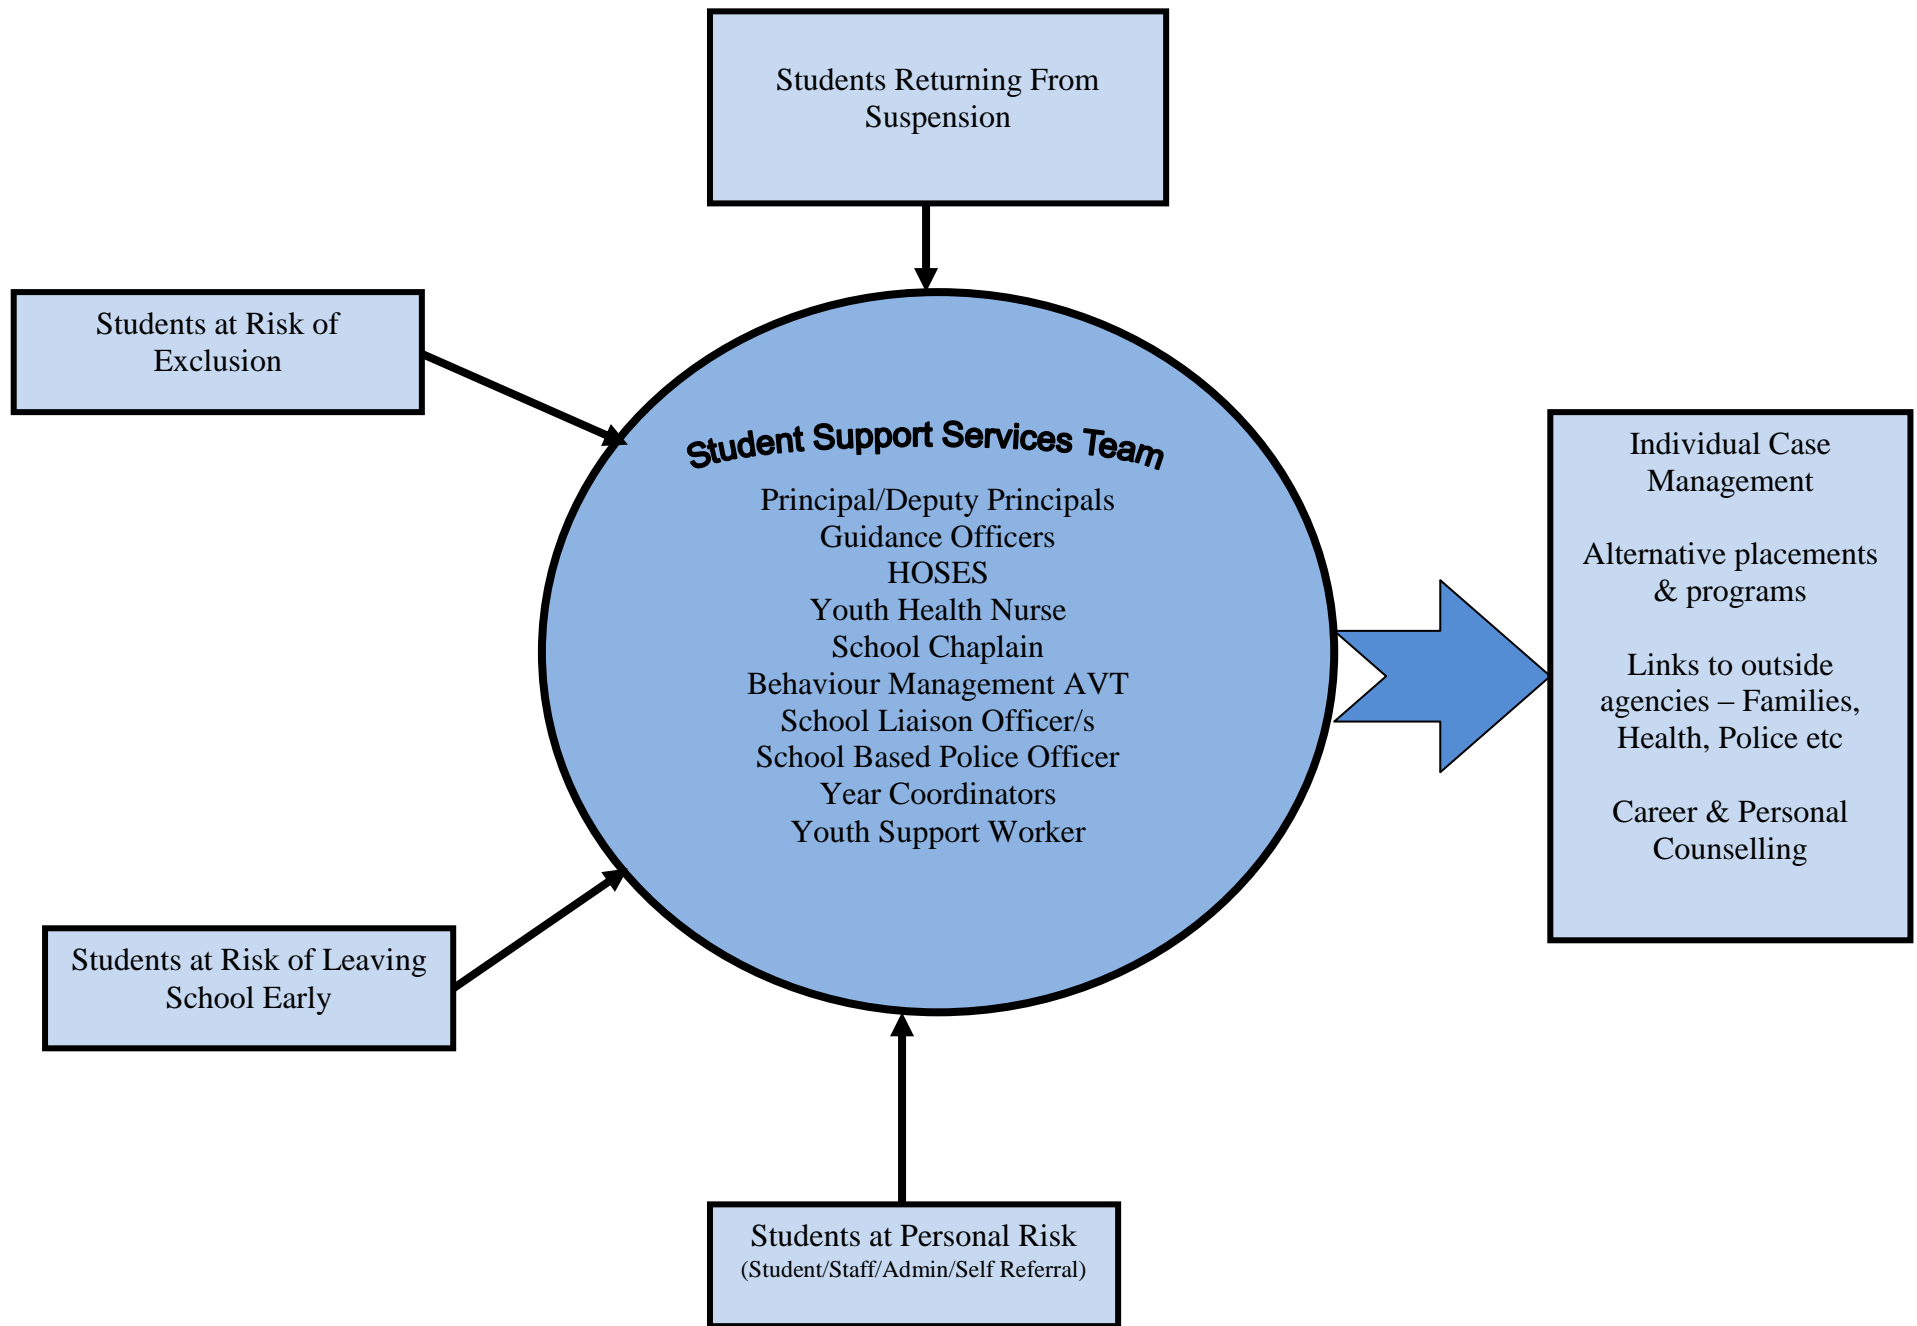 Students Returning From
Suspension
Students at Risk of
Exclusion
Student Support Services Team
Principal/Deputy Principals
Guidance Officers
HOSES
Youth Health Nurse
School Chaplain
Behaviour Management AVT
School Liaison Officer/s
School Based Police Officer
Year Coordinators
Youth Support Worker
Individual Case
Management
Alternative placements
& programs
Links to outside
agencies – Families,
Health, Police etc
Career & Personal
Counselling
Students at Risk of Leaving
School Early
Students at Personal Risk
(Student/Staff/Admin/Self Referral)